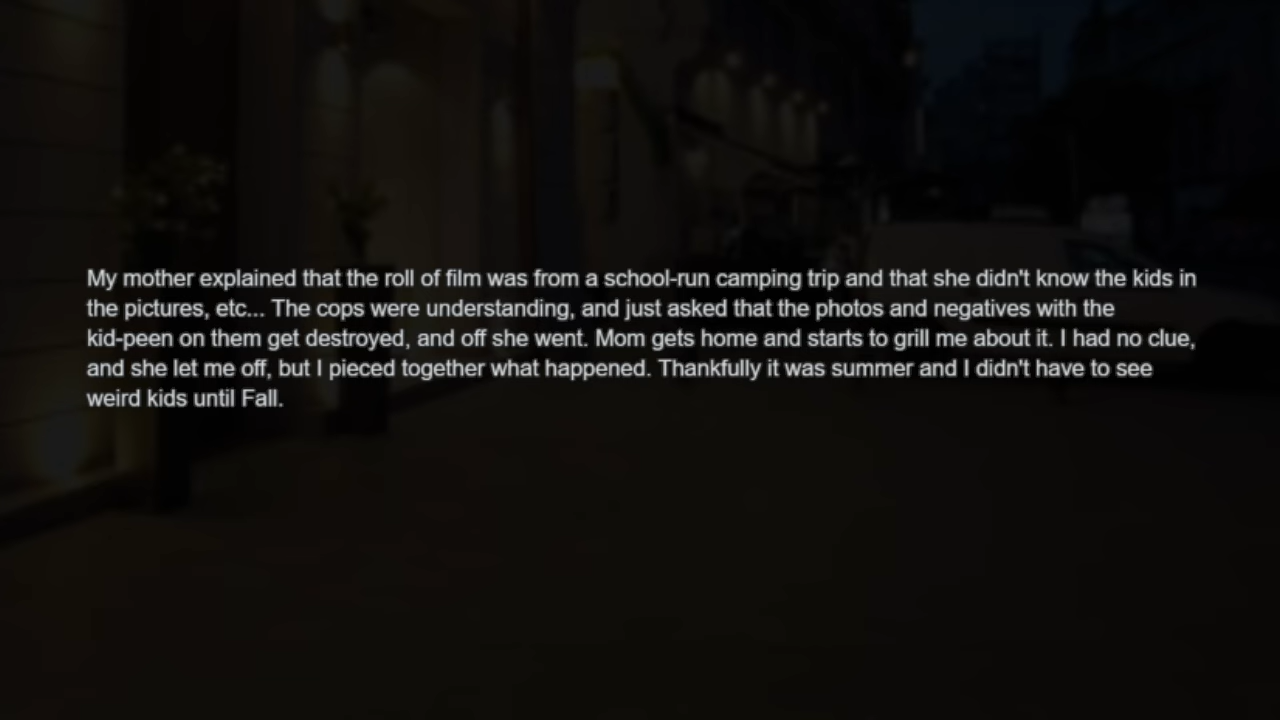 My mother explained that the roll of film was from a school-run camping trip and that she didn't know the kids in
the pictures, etc... The cops were understanding, and just asked that the photos and negatives with the
kid-peen on them get destroyed, and off she went. Mom gets home and starts to grill me about it. I had no clue,
and she let me off, but I pieced together what happened. Thankfully it was summer and I didn't have to see
weird kids until Fall.